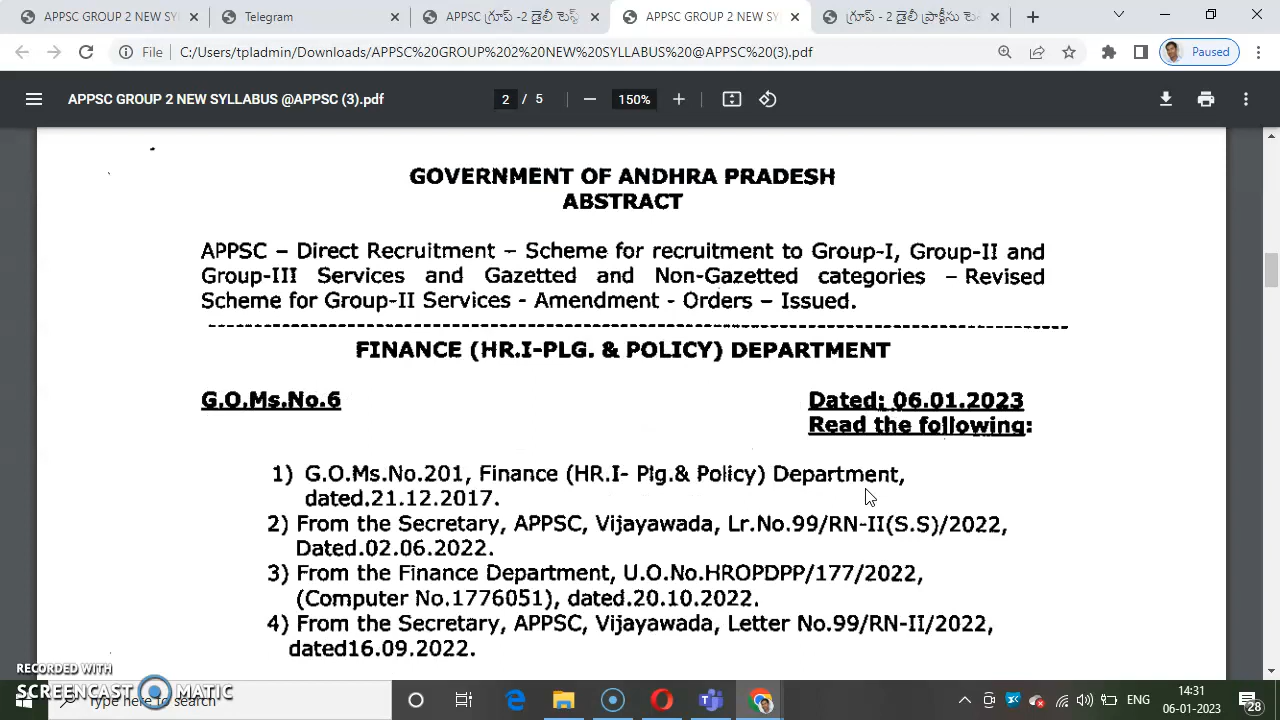 APPSC GROUP 2 NEW SY
Telegram
APPSC గ్రూప్ -2 డైలీ టెస్ట్
APPSC GROUP 2 NEW SY
గ్రూప్ - 2 డైలీ ప్రాక్టీసు
File
C:/Users/tpladmin/Downloads/APPSC%20GROUP%202%20NEW%20SYLLABUS%20@APPSC%20(3).pdf
Paused
APPSC GROUP 2 NEW SYLLABUS @APPSC (3).pdf
2 / 5
150%
GOVERNMENT OF ANDHRA PRADESH
ABSTRACT
APPSC – Direct Recruitment – Scheme for recruitment to Group-I, Group-II and
Group-III Services and Gazetted and Non-Gazetted categories – Revised
Scheme for Group-II Services - Amendment - Orders – Issued.
FINANCE (HR.I-PLG. & POLICY) DEPARTMENT
G.O.Ms.No.6
Dated: 06.01.2023
Read the following:
1) G.O.Ms.No.201, Finance (HR.I- Plg.& Policy) Department,
dated.21.12.2017.
2) From the Secretary, APPSC, Vijayawada, Lr.No.99/RN-II(S.S)/2022,
Dated.02.06.2022.
3) From the Finance Department, U.O.No.HROPDPP/177/2022,
(Computer No.1776051), dated.20.10.2022.
4) From the Secretary, APPSC, Vijayawada, Letter No.99/RN-II/2022,
dated16.09.2022.
RECORDED WITH
SCREENCAST MATIC
Type here to search
ENG
14:31
06-01-2023
28